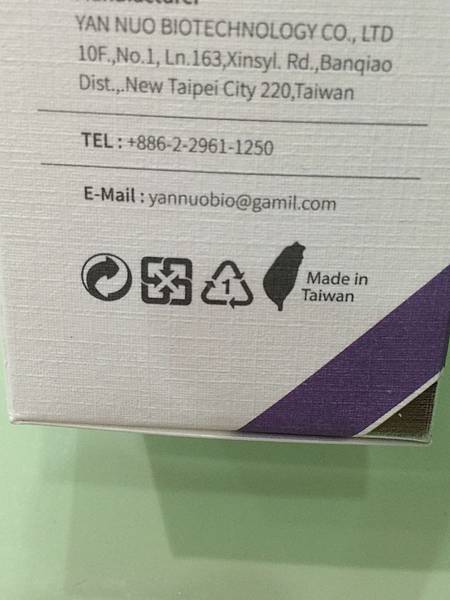 Manufacturer
YAN NUO BIOTECHNOLOGY CO., LTD
10F.,No.1, Ln.163,Xinsyl. Rd.,Banqiao
Dist.,.New Taipei City 220,Taiwan
TEL : +886-2-2961-1250
E-Mail : yannuobio@gamil.com
1
Made in
Taiwan